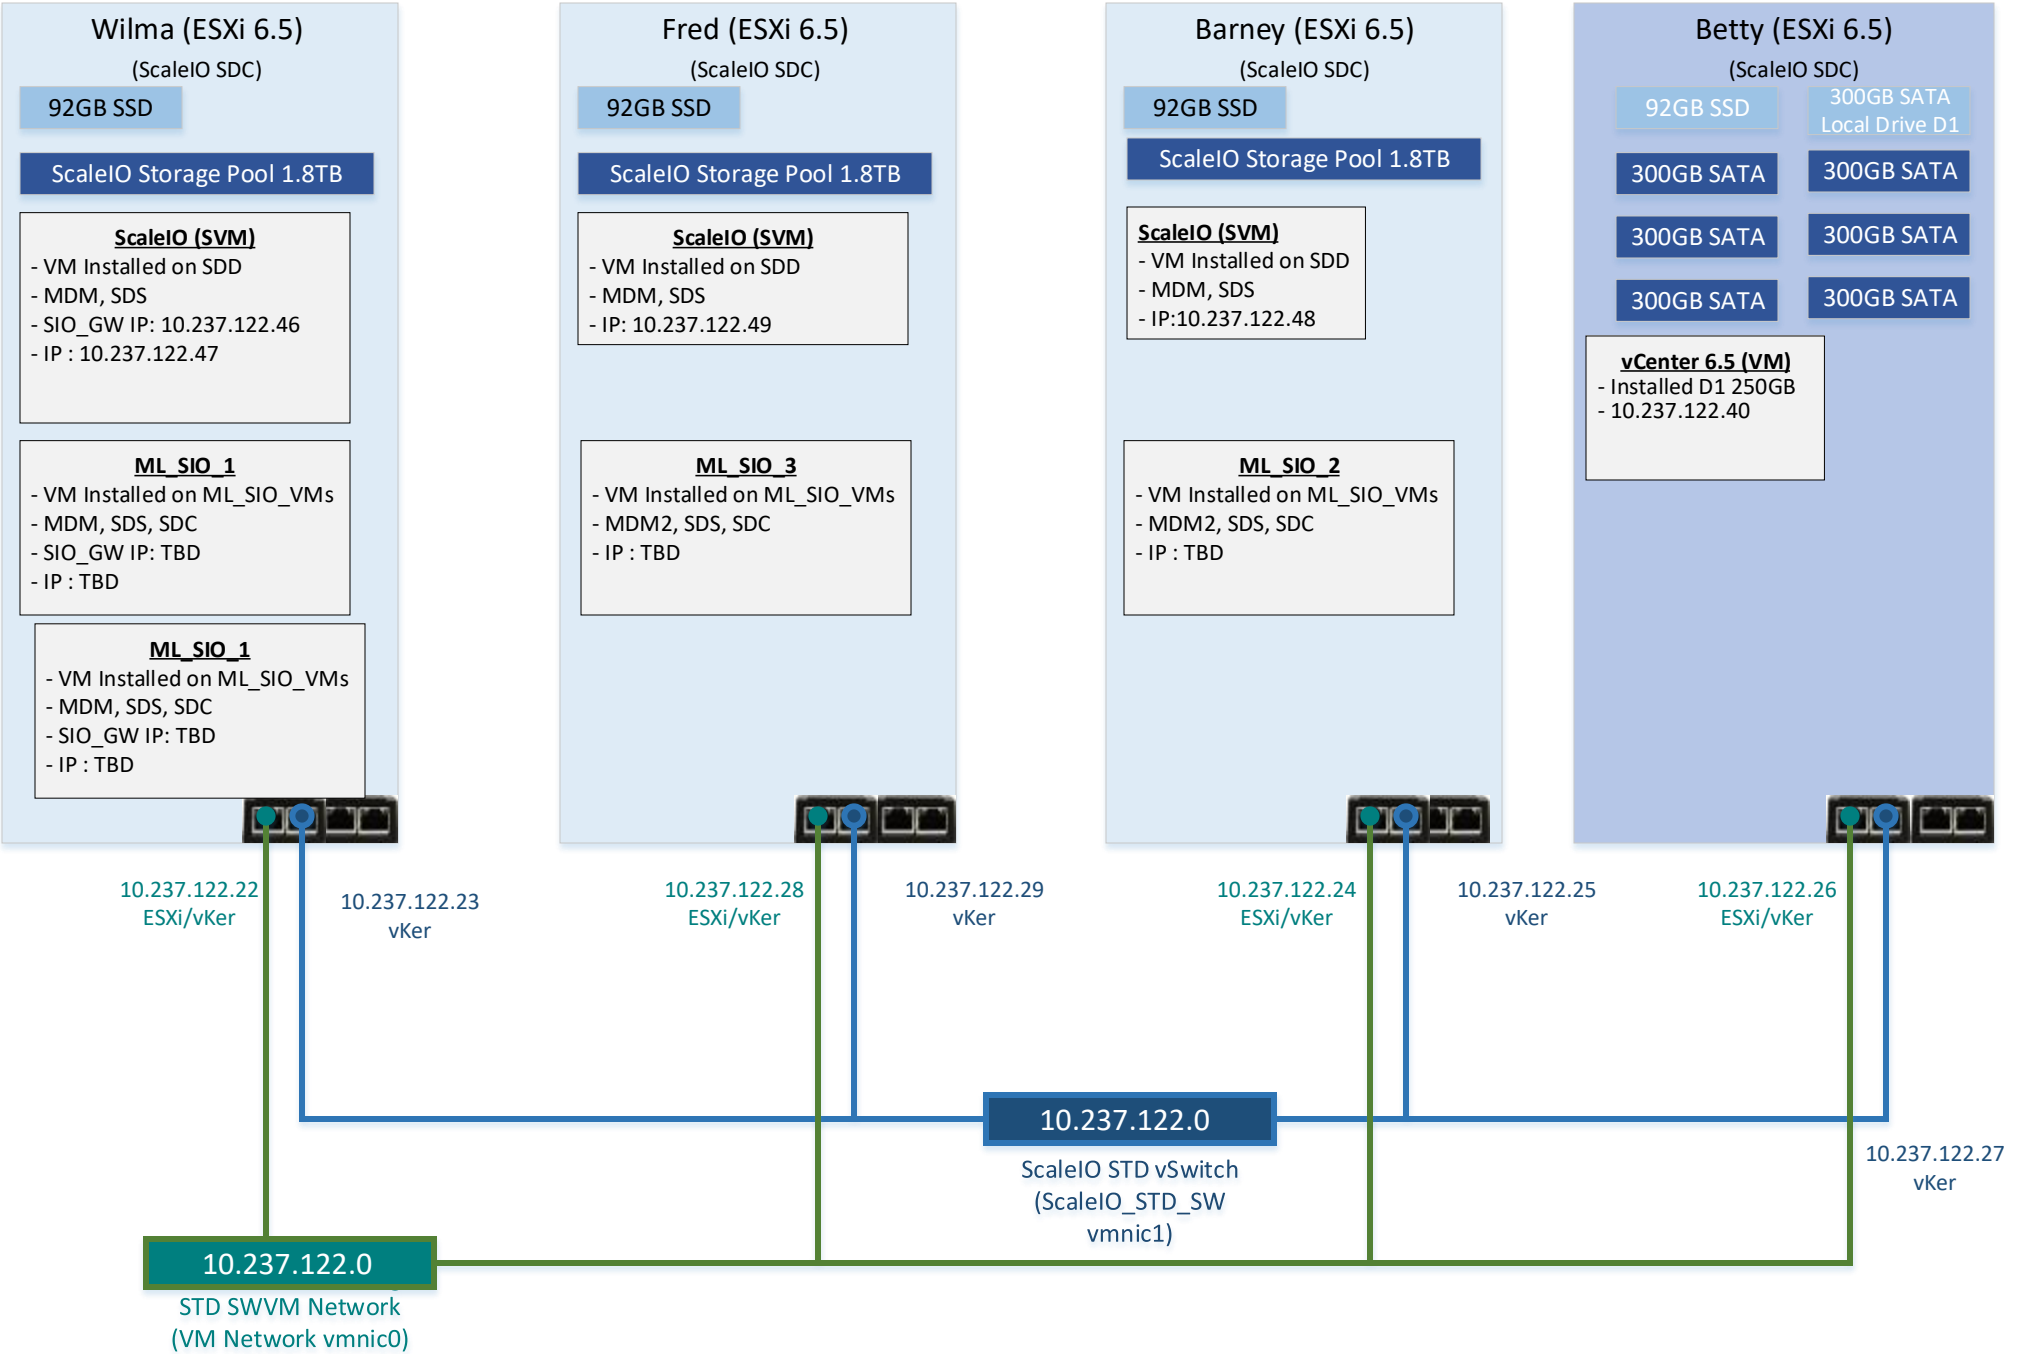 Wilma (ESXi 6.5)
(ScaleIO SDC)
92GB SSD
ScaleIO Storage Pool 1.8TB
ScaleIO (SVM)
- VM Installed on SDD
- MDM, SDS
- SIO_GW IP: 10.237.122.46
- IP : 10.237.122.47
ML_SIO_1
- VM Installed on ML_SIO_VMs
- MDM, SDS, SDC
- SIO_GW IP: TBD
- IP : TBD
ML_SIO_1
- VM Installed on ML_SIO_VMs
- MDM, SDS, SDC
- SIO_GW IP: TBD
- IP : TBD
Fred (ESXi 6.5)
(ScaleIO SDC)
92GB SSD
ScaleIO Storage Pool 1.8TB
ScaleIO (SVM)
- VM Installed on SDD
- MDM, SDS
- IP: 10.237.122.49
ML_SIO_3
- VM Installed on ML_SIO_VMs
- MDM2, SDS, SDC
- IP : TBD
Barney (ESXi 6.5)
(ScaleIO SDC)
92GB SSD
ScaleIO Storage Pool 1.8TB
ScaleIO (SVM)
- VM Installed on SDD
- MDM, SDS
- IP:10.237.122.48
ML_SIO_2
- VM Installed on ML_SIO_VMs
- MDM2, SDS, SDC
- IP : TBD
Betty (ESXi 6.5)
(ScaleIO SDC)
92GB SSD
300GB SATA
Local Drive D1
300GB SATA
300GB SATA
300GB SATA
300GB SATA
300GB SATA
300GB SATA
vCenter 6.5 (VM)
- Installed D1 250GB
- 10.237.122.40
10.237.122.22
ESXi/vKer
10.237.122.23
vKer
10.237.122.28
ESXi/vKer
10.237.122.29
vKer
10.237.122.24
ESXi/vKer
10.237.122.25
vKer
10.237.122.26
ESXi/vKer
10.237.122.0
ScaleIO STD vSwitch
(ScaleIO_STD_SW
vmnic1)
10.237.122.27
vKer
10.237.122.0
STD SWVM Network
(VM Network vmnic0)